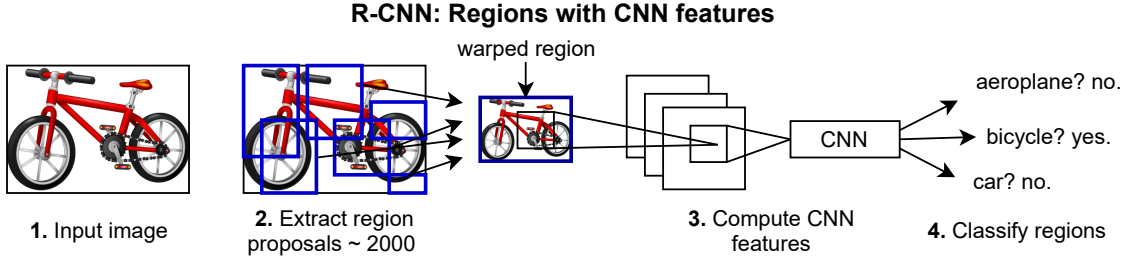 R-CNN: Regions with CNN features
warped region
aeroplane? no.
bicycle? yes.
car? no.
CNN
1. Input image
2. Extract region
proposals ~ 2000
3. Compute CNN
features
4. Classify regions